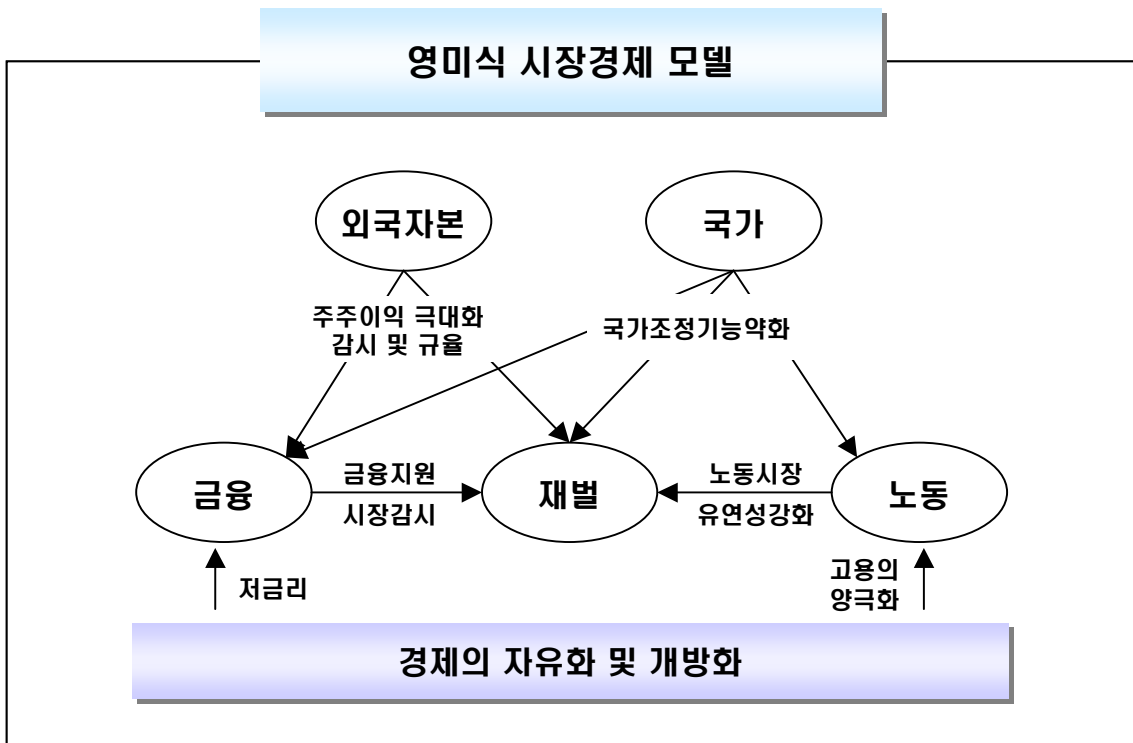 영미식 시장경제 모델
외국자본
국가
주주이익 극대화
감시 및 규율
국가조정기능약화
금융
금융지원
시장감시
재벌
노동시장
유연성강화
노동
저금리
고용의
양극화
경제의 자유화 및 개방화